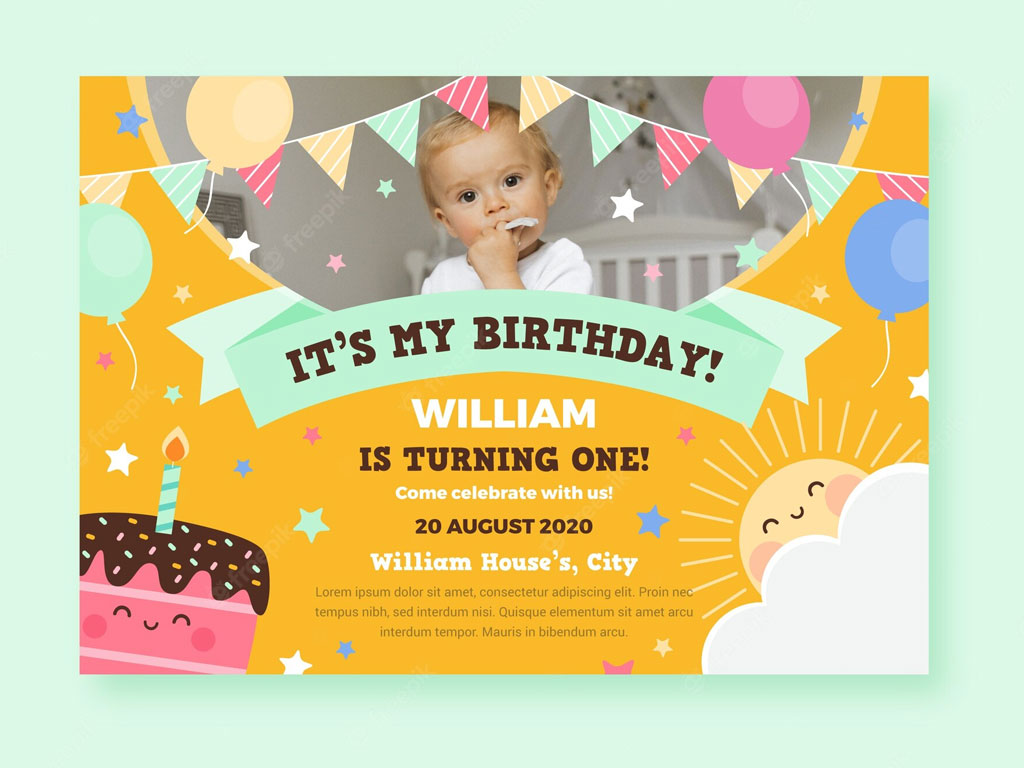 IT'S MY BIRTHDAY!
WILLIAM
IS TURNING ONE!
Come celebrate with us!
20 AUGUST 2020
William House's, City
Lorem ipsum dolor sit amet, consectetur adipiscing elit. Proin nec
tempus nibh, sed interdum nisi. Quisque elementum sit amet arcu
interdum tempor. Mauris in bibendum arcu.